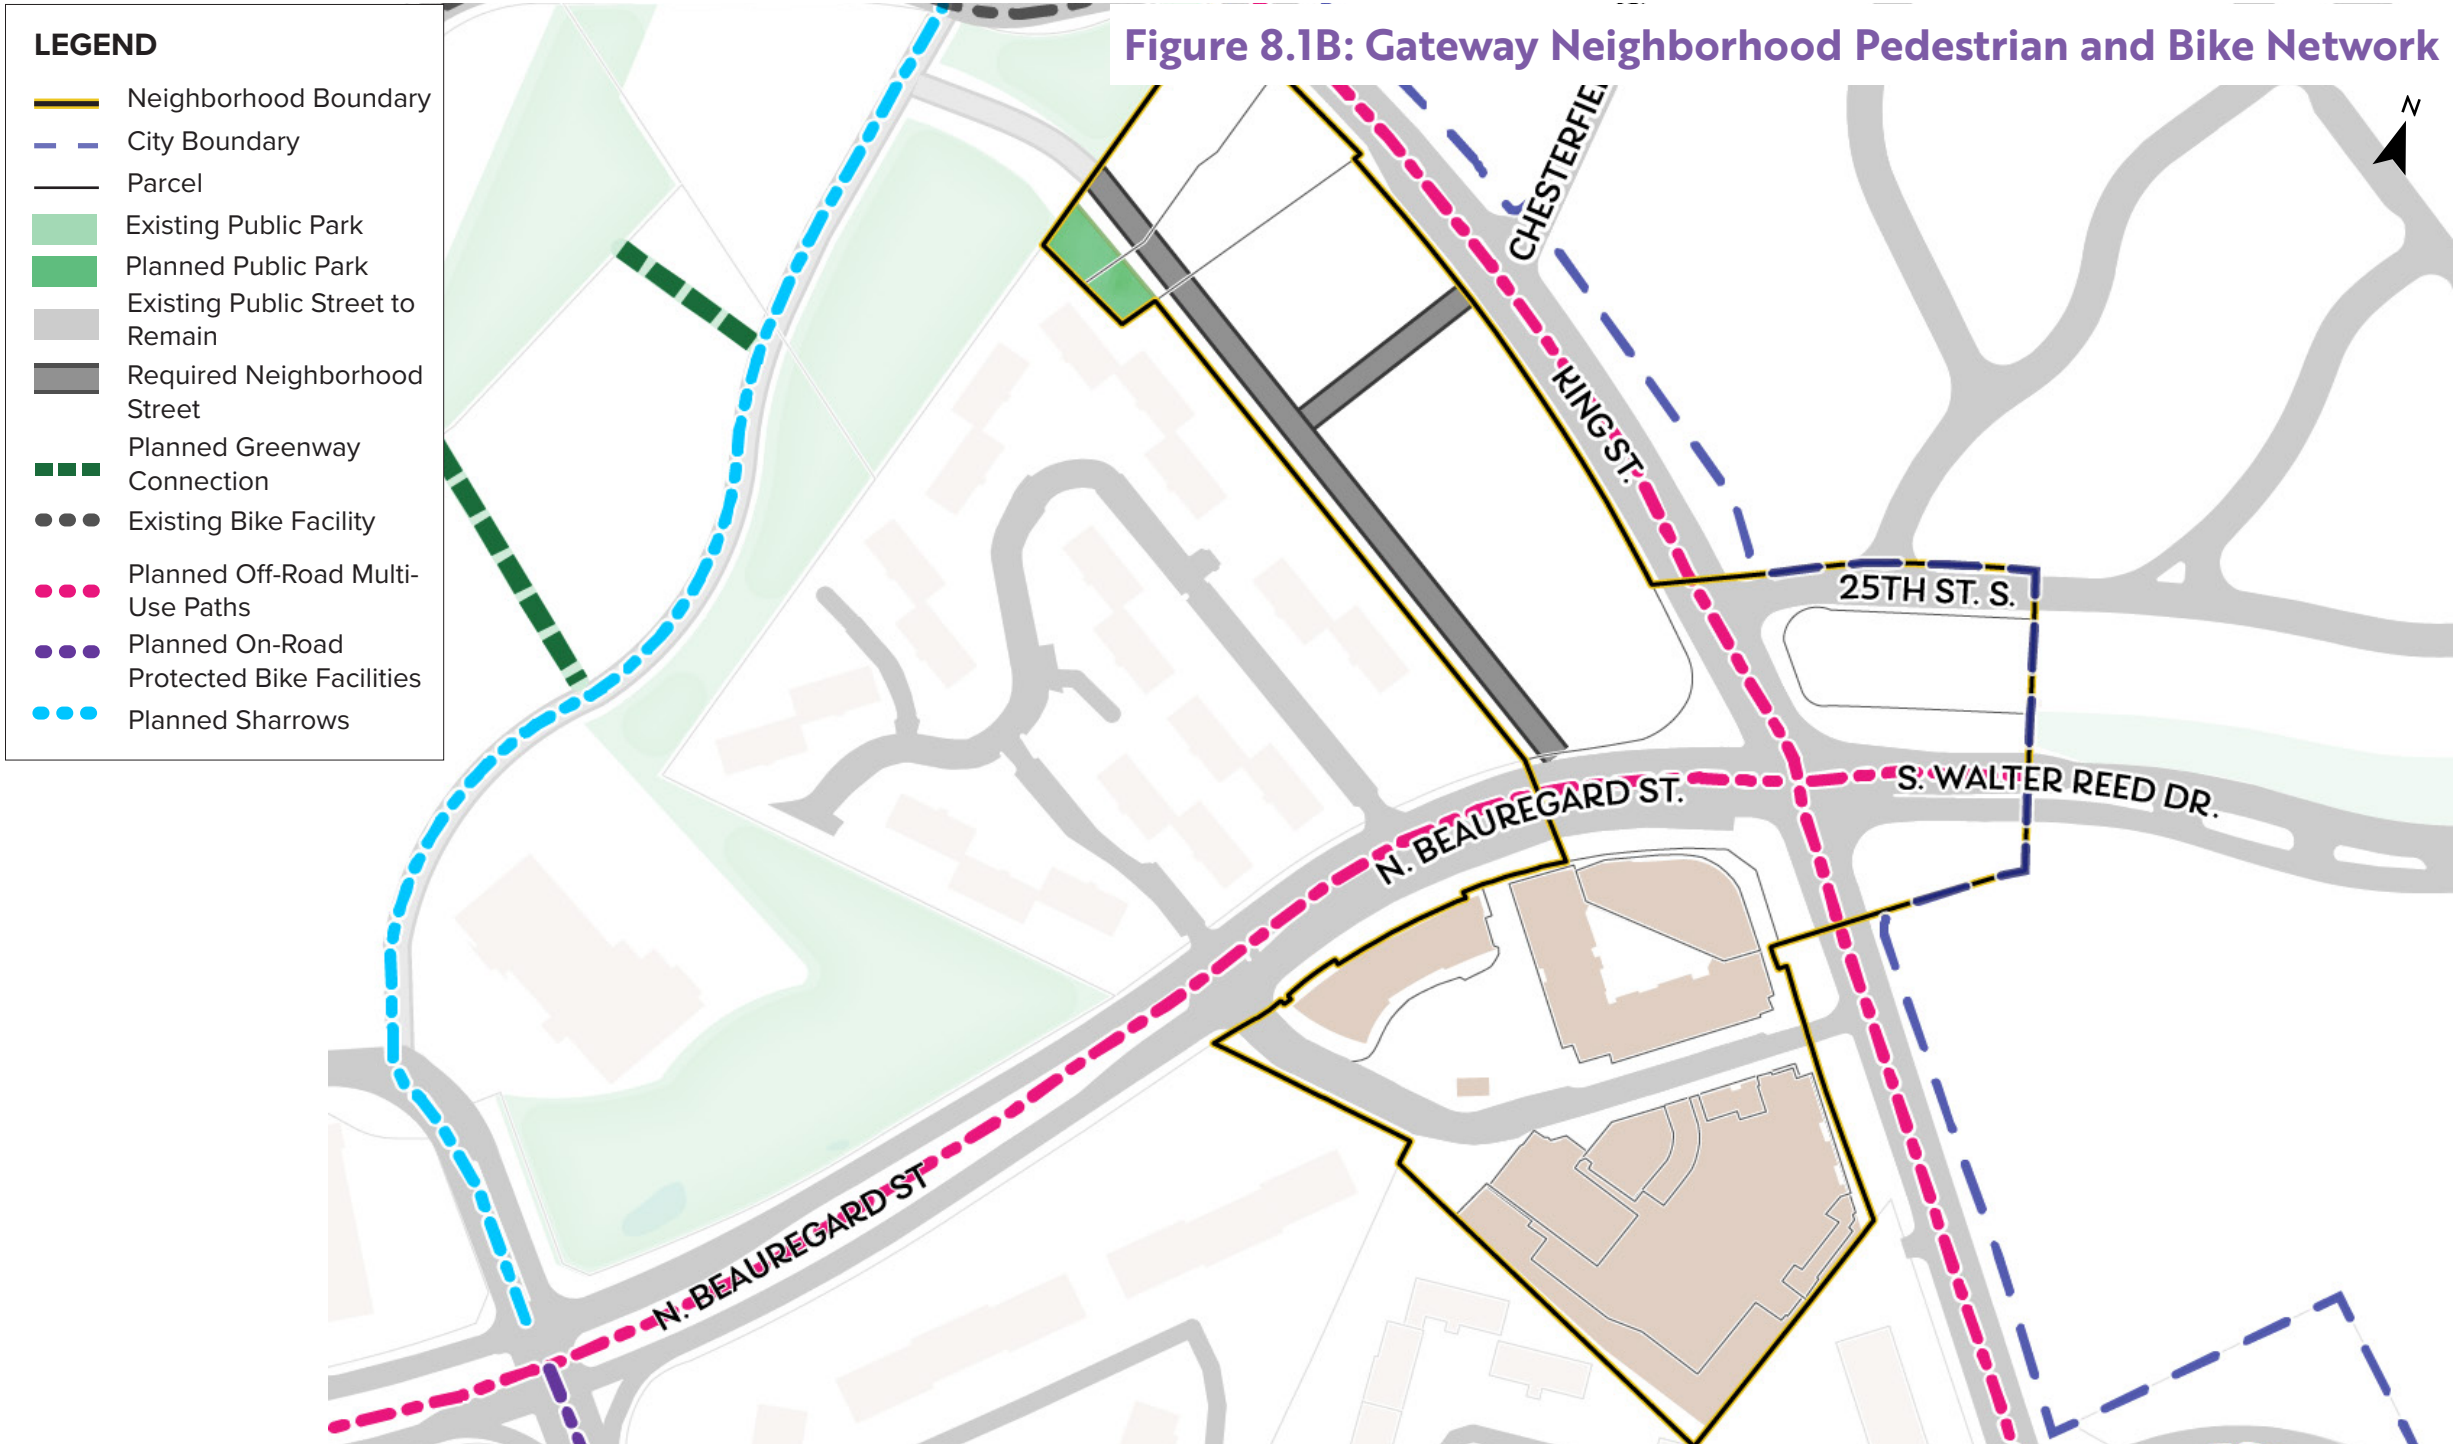 Figure 8.1B: Gateway Neighborhood Pedestrian and Bike Network
LEGEND
Neighborhood Boundary
City Boundary
Parcel
Existing Public Park
Planned Public Park
Existing Public Street to
Remain
Required Neighborhood
Street
Planned Greenway
Connection
Existing Bike Facility
Planned Off-Road Multi-
Use Paths
Planned On-Road
Protected Bike Facilities
Planned Sharrows
N
KING ST.
25TH ST. S.
S. WALTER REED DR.
N. BEAUREGARD ST.
N. BEAUREGARD ST